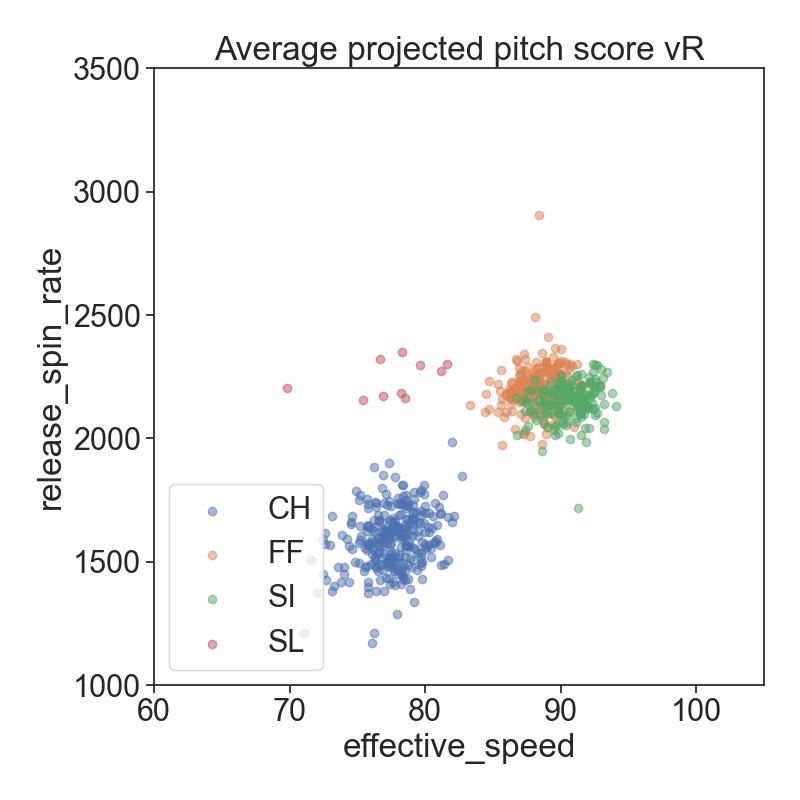 Average projected pitch score vR
3500
3000
2500
2000
1500
1000
release_spin_rate
CH
FF
SI
SL
60
70
80
90
100
effective_speed